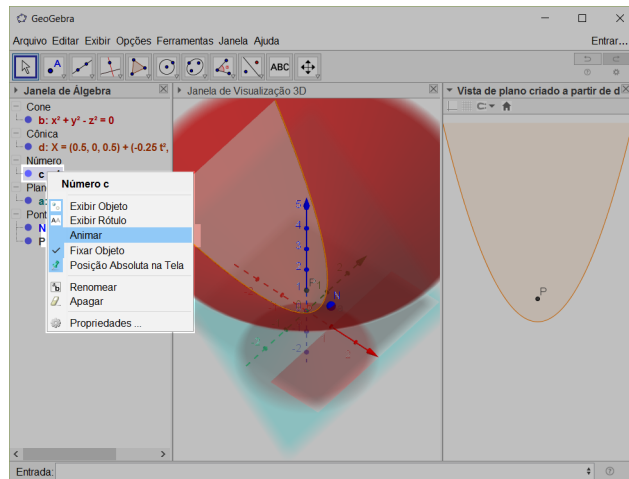 GeoGebra
Arquivo Editar Exibir Opções Ferramentas Janela Ajuda
Entrar...
ABC
Janela de Álgebra
Janela de Visualização 3D
Vista de plano criado a partir de d
Cone
b: x² + y² - z² = 0
Cônica
d: X = (0.5, 0, 0.5) + (-0.25 t²,
Número
Número c
Exibir Objeto
AA Exibir Rótulo
Animar
Fixar Objeto
Posição Absoluta na Tela
Renomear
Apagar
Propriedades ...
P
Entrada: